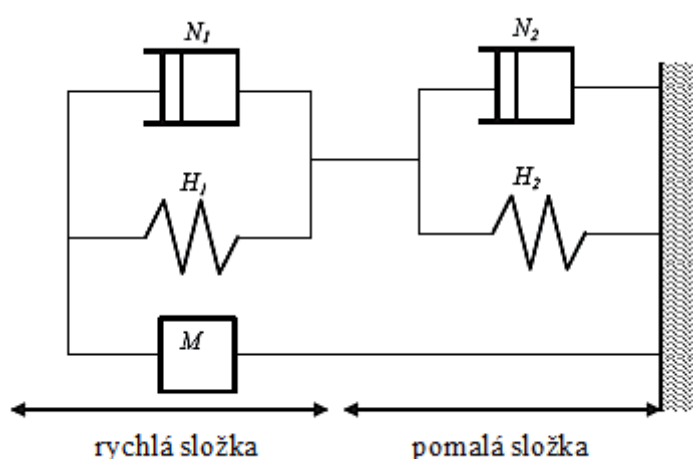 N₁
N₂
H₁
H₂
M
rychlá složka
pomalá složka